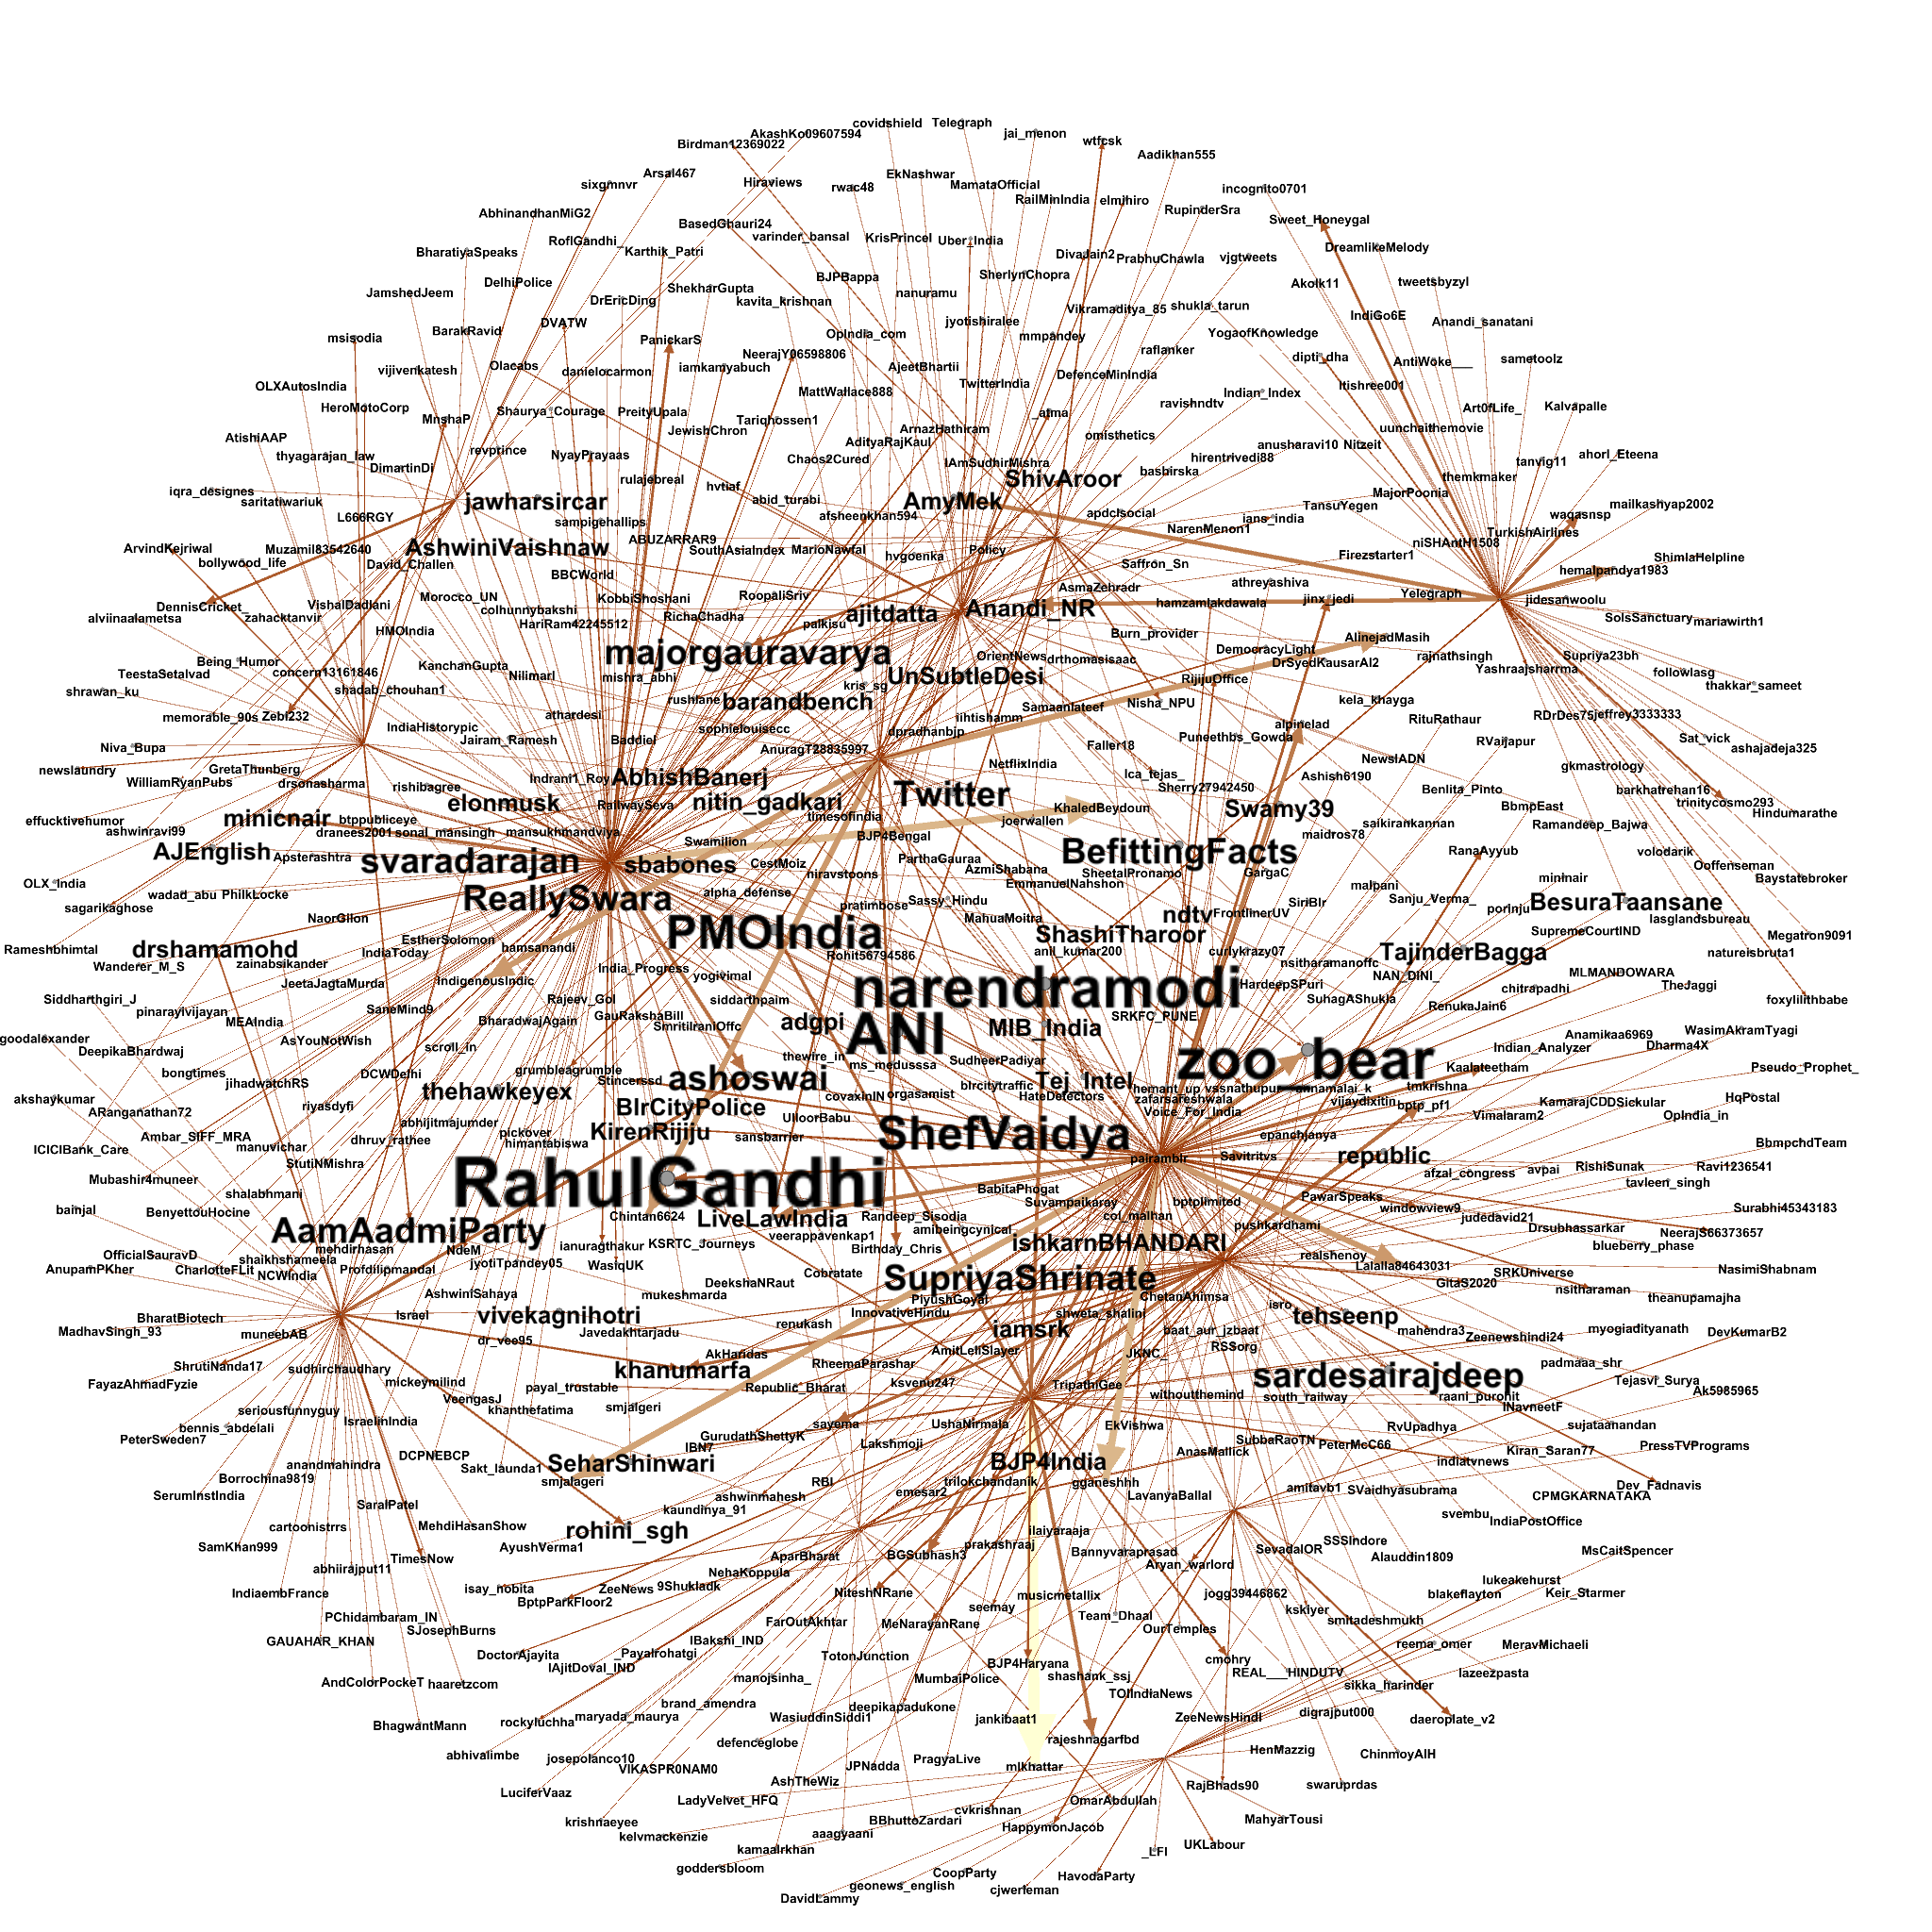 covidshield
Telegraph
AkashKo09607594
jai_menon
Birdman12369022
wtfcsk
Aadikhan555
Arsal467
EkNashwar
sixgmnvr
Hiraviews
rwac48
MamataOfficial
incognito0701
RailMinIndia
elmihiro
AbhinandhanMiG2
RupinderSra
Sweet_Honeygal
BasedGhauri24
RoflGandhi_
varinder_bansal
KrisPrincel
Uber_India
DreamlikeMelody
BharatiyaSpeaks
Karthik_Patri
DivaJain2
PrabhuChawla
vjgtweets
SherlynChopra
DelhiPolice
BJPBappa
Akolk11
tweetsbyzyl
JamshedJeem
ShekharGupta
nanuramu
DrEricDing
kavita_krishnan
Vikramaditya_85
shukla_tarun
IndiGo6E
Anandi_sanatani
DVATW
jyotishiralee
BarakRavid
OpIndia_com
YogaofKnowledge
msisodia
PanickarS
mmpandey
raflanker
NeerajY06598806
dipti_dha
sametoolz
AntiWoke___
Olacabs
iamkamyabuch
AjeetBhartii
vijivenkatesh
danielocarmon
DefenceMinIndia
TwitterIndia
OLXAutosIndia
MattWallace888
Indian_Index
HeroMotoCorp
ravishndtv
Kalvapalle
Shaurya_Courage
PreityUpala
_atma
MnshaP
Tariqhossen1
ArnazHathiram
uunchaithemovie
JewishChron
omisthetics
AtishiAAP
AdityaRajKaul
anusharavi10
Nitzeit
revprince
thyagarajan_law
NyayPrayaas
Chaos2Cured
hirentrivedi88
ahorI_Eteena
IAmSudhirMishra
tanvig11
DimartinDi
bashirska
themkmaker
rulajebreal
ShivAroor
iqra_designes
hvtiaf
MajorPoonia
saritatiwariuk
jawharsircar
abid_turabi
AmyMek
TansuYegen
mailkashyap2002
L666RGY
sampigehallips
afsheenkhan594
apdclsocial
ians_india
waqasnsp
NarenMenon1
TurkishAirlines
ArvindKejriwal
Muzamil83542640
AshwiniVaishnaw
ABUZARRAR9
SouthAsiaIndex
MarioNawfal
hvgoenka
Policy
niSHAntH1508
Firezstarter1
ShimlaHelpline
bollywood_life
David_Challen
Saffron_Sn
hemalpandya1983
BBCWorld
athreyashiva
AsmaZehradr
Morocco_UN
RoopaliSriv
KobbiShoshani
Yelegraph
DennisCricket_
VishalDadlani
colhunnybakshi
ajitdatta
Anandi_NR
hamzamlakdawala
jinx_jedi
jidesanwoolu
alviinaalametsa
zahacktanvir
HariRam42245512
RichaChadha
palkisu
SolsSanctuary
mariawirth1
HMOIndia
Burn_provider
AlinejadMasih
DemocracyLight
majorgauravarya
OrientNews
drthomasisaac
rajnathsingh
Supriya23bh
Being_Humor
KanchanGupta
DrSyedKausarAl2
Yashraajsharrma
followlasg
TeestaSetalvad
concern13161846
Nilimarl
mishra_abhi
UnSubtleDesi
RijijuOffice
thakkar_sameet
shrawan_ku
shadab_chouhan1
kris_sg
rushlane
barandbench
Nisha_NPU
kela_khayga
Samaanlateef
memorable_90s
Zebl232
athardesi
iihtishamm
RituRathaur
RDrDes75
jeffrey3333333
IndiaHistorypic
sophielouisecc
alpinelad
dpradhanbjp
Puneethbs_Gowda
Sat_vick
Niva_Bupa
Jairam_Ramesh
Baddiel
AnuragT28835997
Faller18
RVaijapur
ashajadeja325
NewsIADN
newslaundry
GretaThunberg
NetflixIndia
gkmastrology
WilliamRyanPubs
drsonasharma
Indrani1_Roy
AbhishBanerj
Ica_tejas_
Ashish6190
rishibagree
Sherry27942450
Benlita_Pinto
barkhatrehan16
elonmusk
RailwaySeva
nitin_gadkari
Twitter
KhaledBeydoun
Swamy39
BbmpEast
trinitycosmo293
Hindumarathe
effucktivehumor
minicnair
btppubliceye
timesofindia
joerwallen
saikirankannan
Ramandeep_Bajwa
ashwinravi99
dranees2001
sonal_mansingh
mansukhmandviya
Swamilion
BJP4Bengal
maidros78
AJEnglish
Apsterashtra
svaradarajan
sbabones
CestMoiz
ParthaGauraa
BefittingFacts
RanaAyyub
volodarik
Ooffenseman
AzmiShabana
SheetalPronamo
GargaC
niravstoons
minInair
Baystatebroker
OLX_India
wadad_abu
PhilKLocke
ReallySwara
alpha_defense
EmmanuelNahshon
malpani
Sanju_Verma_
SiriBlr
BesuraTaansane
sagarikaghose
NaorGilon
pratimbose
Sassy_Hindu
MahuaMoitra
ndtv
FrontlinerUV
porinju
lasglandsbureau
Rameshbhimtal
drshamamohd
EstherSolomon
hamsanandi
PMOIndia
ShashiTharoor
SupremeCourtIND
Megatron9091
IndiaToday
Rohit56794586
anil_kumar200
curlykrazy07
TajinderBagga
natureisbruta1
Wanderer_M_S
zainabsikander
India_Progress
yogivimal
nsitharamanoffc
NAN_DINI_
MLMANDOWARA
JeetaJagtaMurda
IndigenousIndic
narendramodi
HardeepSPuri
chitrapadhi
TheJaggi
Siddharthgiri_J
Rajeev_GoI
siddarthpaim
SuhagAShukla
RenukaJain6
foxylilithbabe
pinarayivijayan
SaneMind9
GauRakshaBill
SRKFC_PUNE
MEAIndia
BharadwajAgain
SmritiIraniOffc
adgpi
ANI
MIB_India
Anamikaa6969
WasimAkramTyagi
goodalexander
AsYouNotWish
scroll_in
Indian_Analyzer
Dharma4X
DeepikaBhardwaj
thewire_in
ms_medusssa
SudheerPadiyar
zoo_bear
Kaalateetham
Pseudo_Prophet_
bongtimes
DCWDelhi
grumbleagrumble
Stincerssd
ashoswai
Tej_Intel
jihadwatchRS
thehawkeyex
covaxinIN
orgasamist
blrcitytraffic
HateDetectors
hemant_up_vssnathupur
annamalai_k
tmkrishna
akshaykumar
zafarsareshwala
vijaydixitin
bptp_pf1
KamarajCDDSickular
HqPostal
riyasdyfi
BlrCityPolice
UlloorBabu
Voice_For_India
Vimalaram2
OpIndia_in
ARanganathan72
abhijitmajumder
Ambar_SIFF_MRA
manuvichar
dhruv_rathee
pickover
himantabiswa
KirenRijiju
sansbarrier
ShefVaidya
epanchjanya
BbmpchdTeam
ICICIBank_Care
StutiNMishra
palramblr
Savitritvs
republic
afzal_congress
avpai
RishiSunak
Ravi1236541
Mubashir4muneer
shalabhmani
RahulGandhi
BabitaPhogat
PawarSpeaks
tavleen_singh
bainjal
BenyettouHocine
Suvampaikaray
bptplimited
windowview9
Surabhi45343183
AamAadmiParty
Chintan6624
LiveLawIndia
Randeep_Sisodia
col_malhan
pushkardhami
judedavid21
Drsubhassarkar
NeerajS66373657
veerappavenkap1
amibeingcynical
OfficialSauravD
shaikhshameela
mehdirhasan
NdeM
ianuragthakur
KSRTC_Journeys
Birthday_Chris
ishkarnBHANDARI
realshenoy
blueberry_phase
AnupamPKher
CharlotteFLit
NCWIndia
Profdilipmandal
jyotiTpandey05
WasiqUK
Cobratate
Lalalla84643031
SRKUniverse
NasimiShabnam
AshwiniSahaya
DeekshaNRaut
SupriyaShrinate
GitaS2020
nsitharaman
mukeshmarda
PiyushGoyal
ChetanAhimsa
theanupamajha
BharatBiotech
Israel
vivekagnihotri
InnovativeHindu
shweta_shalini
isro
tehseenp
MadhavSingh_93
muneebAB
dr_vee95
Javedakhtarjadu
renukash
iamsrk
baat_aur_jzbaat
mahendra3
Zeenewshindi24
myogiadityanath
DevKumarB2
ShrutiNanda17
sudhirchaudhary
khanumarfa
AkHaridas
RheemaParashar
AmitLeliSlayer
JKNC_
RSSorg
padmaaa_shr
FayazAhmadFyzie
mickeymilind
payal_trustable
Republic_Bharat
ksvenu247
TripathiGee
withoutthemind
sardesairajdeep
Tejasvi_Surya
Ak5985965
VeengasJ
khanthefatima
smjalgeri
south_railway
raani_purohit
INavneetF
seriousfunnyguy
IsraelinIndia
sayema
UshaNirmala
EkVishwa
RvUpadhya
sujataanandan
bennis_abdelali
PeterSweden7
GurudathShettyK
Lakshmoji
SubbaRaoTN
PeterMcC66
Kiran_Saran77
PressTVPrograms
DCPNEBCP
IBN7
AnasMallick
indiatvnews
anandmahindra
Sakt_launda1
SeharShinwari
BJP4India
Borrochina9819
smjalageri
RBI
trilokchandanik_
gganeshhh
amitavb1
SVaidhyasubrama
Dev_Fadnavis
SerumInstIndia
SaralPatel
kaundinya_91
ashwinmahesh
emesar2
LavanyaBallal
CPMGKARNATAKA
cartoonistrrs
MehdiHasanShow
rohini_sgh
ilaiyaraaja
svembu
IndiaPostOffice
SamKhan999
AyushVerma1
prakashraaj
Bannyvaraprasad
SSSIndore
TimesNow
AparBharat
BGSubhash3
SevadalOR
Alauddin1809
MsCaitSpencer
abhiirajput11
NehaKoppula
Aryan_warlord
IndiaembFrance
isay_nobita
ZeeNews
9Shukladk
NiteshNRane
musicmetallix
jogg39446862
lukeakehurst
blakeflayton
Keir_Starmer
BptpParkFloor2
PChidambaram_IN
seemay
Team_Dhaal
ksklyer
smitadeshmukh
FarOutAkhtar
MeNarayanRane
OurTemples
SJosephBurns
GAUAHAR_KHAN
IBakshi_IND
reema_omer
MeravMichaeli
DoctorAjayita
_Payalrohatgi
TotonJunction
IAjitDoval_IND
BJP4Haryana
cmohry
AndColorPockeT
haaretzcom
manojsinha_
MumbaiPolice
shashank_ssj
REAL___HINDUTV
lazeezpasta
sikka_harinder
TOIIndiaNews
brand_amendra
deepikapadukone
BhagwantMann
rockyluchha
maryada_maurya
WasiuddinSiddi1
jankibaat1
ZeeNewsHindi
digrajput000
daeroplate_v2
defenceglobe
rajeshnagarfbd
abhivalimbe
josepolanco10
PragyaLive
HenMazzig
ChinmoyAIH
VIKASPR0NAM0
JPNadda
mlkhattar
AshTheWiz
RajBhads90
swaruprdas
LuciferVaaz
LadyVelvet_HFQ
OmarAbdullah
cvkrishnan
krishnaeyee
BBhuttoZardari
HappymonJacob
MahyarTousi
kelvmackenzie
aaagyaani
kamaalrkhan
_LFI
UKLabour
goddersbloom
CoopParty
HavodaParty
geonews_english
cjwerleman
DavidLammy